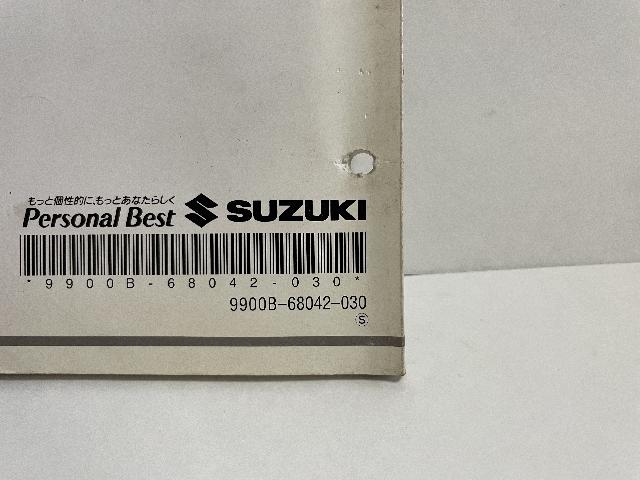 もっと個性的に、もっとあなたらしく
Personal Best SUZUKI
*9900B-68042-030*
9900B-68042-030
S